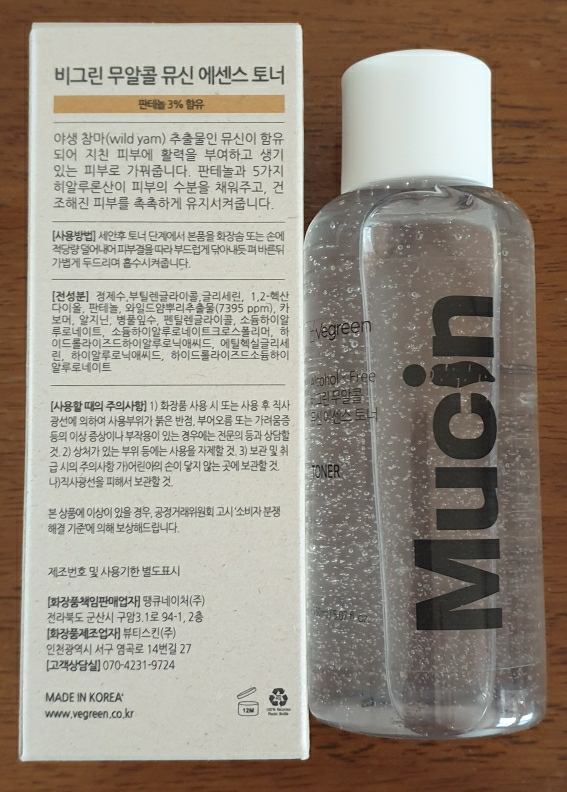 비그린 무알콜 뮤신 에센스 토너
판테놀 3% 함유
야생 참마(wild yam) 추출물인 뮤신이 함유
되어 지친 피부에 활력을 부여하고 생기
있는 피부로 가꿔줍니다. 판테놀과 5가지
히알루론산이 피부의 수분을 채워주고, 건
조해진 피부를 촉촉하게 유지시켜줍니다.
[사용방법] 세안후 토너 단계에서 본품을 화장솜 또는 손에
적당량 덜어내어 피부결을 따라 부드럽게 닦아내듯 펴 바른뒤
가볍게 두드리며 흡수시켜줍니다.
[전성분] 정제수,부틸렌글라이콜,글리세린, 1,2-헥산
다이올, 판테놀, 와일드얌뿌리추출물(7395 ppm), 카
보머, 알지닌, 병풀잎수, 펜틸렌글라이콜, 소듐하이알
루로네이트, 소듐하이알루로네이트크로스폴리머, 하
이드롤라이즈드하이알루로닉애씨드, 에틸헥실글리세
린, 하이알루로닉애씨드, 하이드롤라이즈드소듐하이
알루로네이트
[사용할 때의 주의사항] 1) 화장품 사용 시 또는 사용 후 직사
광선에 의하여 사용부위가 붉은 반점, 부어오름 또는 가려움증
등의 이상 증상이나 부작용이 있는 경우에는 전문의 등과 상담할
것. 2) 상처가 있는 부위 등에는 사용을 자제할 것. 3) 보관 및 취
급 시의 주의사항 가)어린이의 손이 닿지 않는 곳에 보관할 것.
나)직사광선을 피해서 보관할 것.
본 상품에 이상이 있을 경우, 공정거래위원회 고시 '소비자 분쟁
해결 기준'에 의해 보상해드립니다.
제조번호 및 사용기한 별도표시
[화장품책임판매업자] 땡큐네이처(주)
전라북도 군산시 구암3.1로 94-1, 2층
[화장품제조업자] 뷰티스킨(주)
인천광역시 서구 염곡로 14번길 27
[고객상담실] 070-4231-9724
MADE IN KOREA
www.vegreen.co.kr
12M
vegreen
Alcohol - Free
비그린 무알콜
뮤신 에센스 토너
TONER
Mucin